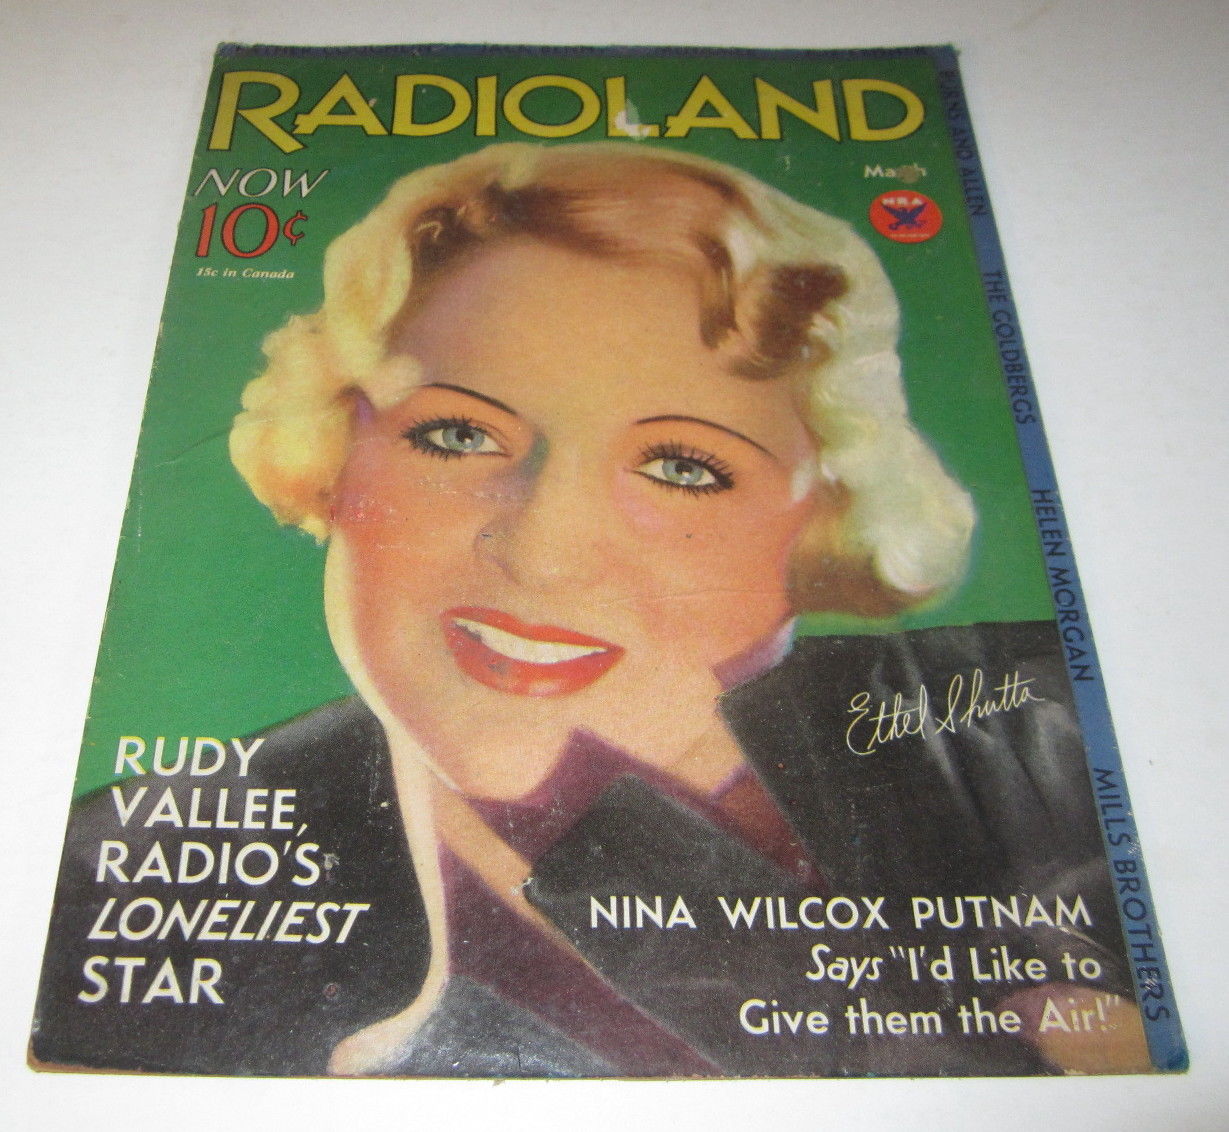 RADIOLAND
NOW
10¢
15c in Canada
NRA
BURNS AND ALLEN
THE GOLDBERGS
HELEN MORGAN
MILLS BROTHERS
Ethel Shutta
RUDY
VALLEE,
RADIO'S
LONELIEST
STAR
NINA WILCOX PUTNAM
Says "I'd Like to
Give them the Air!"